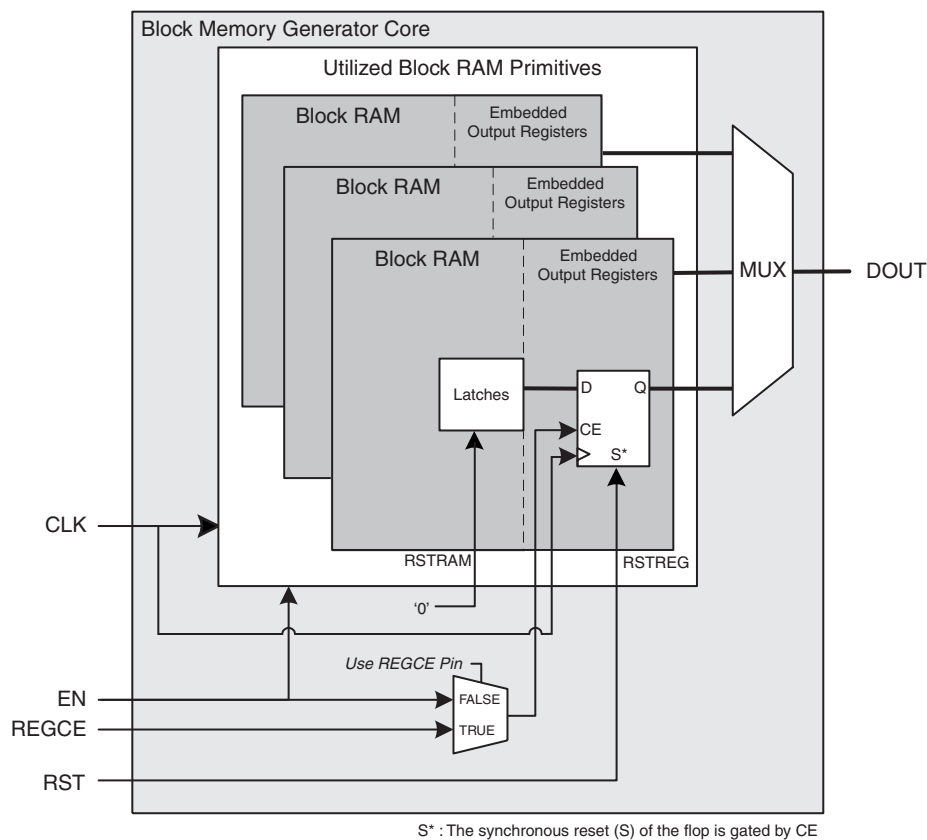 Block Memory Generator Core
Utilized Block RAM Primitives
Block RAM
Embedded
Output Registers
Block RAM
Embedded
Output Registers
Block RAM
Embedded
Output Registers
MUX
DOUT
Latches
D
Q
CE
S*
CLK
RSTRAM
RSTREG
‘0’
Use REGCE Pin
EN
FALSE
REGCE
TRUE
RST
S* : The synchronous reset (S) of the flop is gated by CE